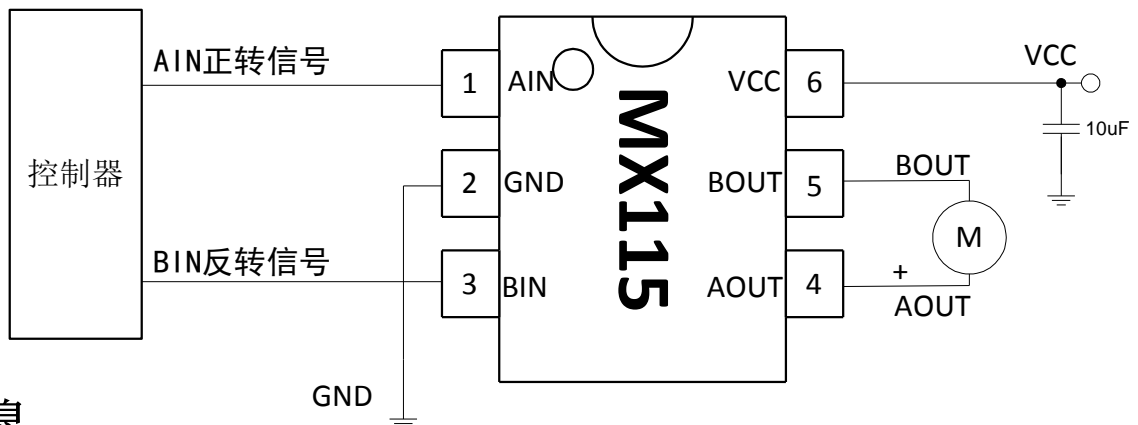 控制器
AIN正转信号
BIN反转信号
GND
1
AIN
2
GND
3
BIN
MX115
VCC
6
BOUT
5
AOUT
4
VCC
10uF
BOUT
M
+
AOUT
息